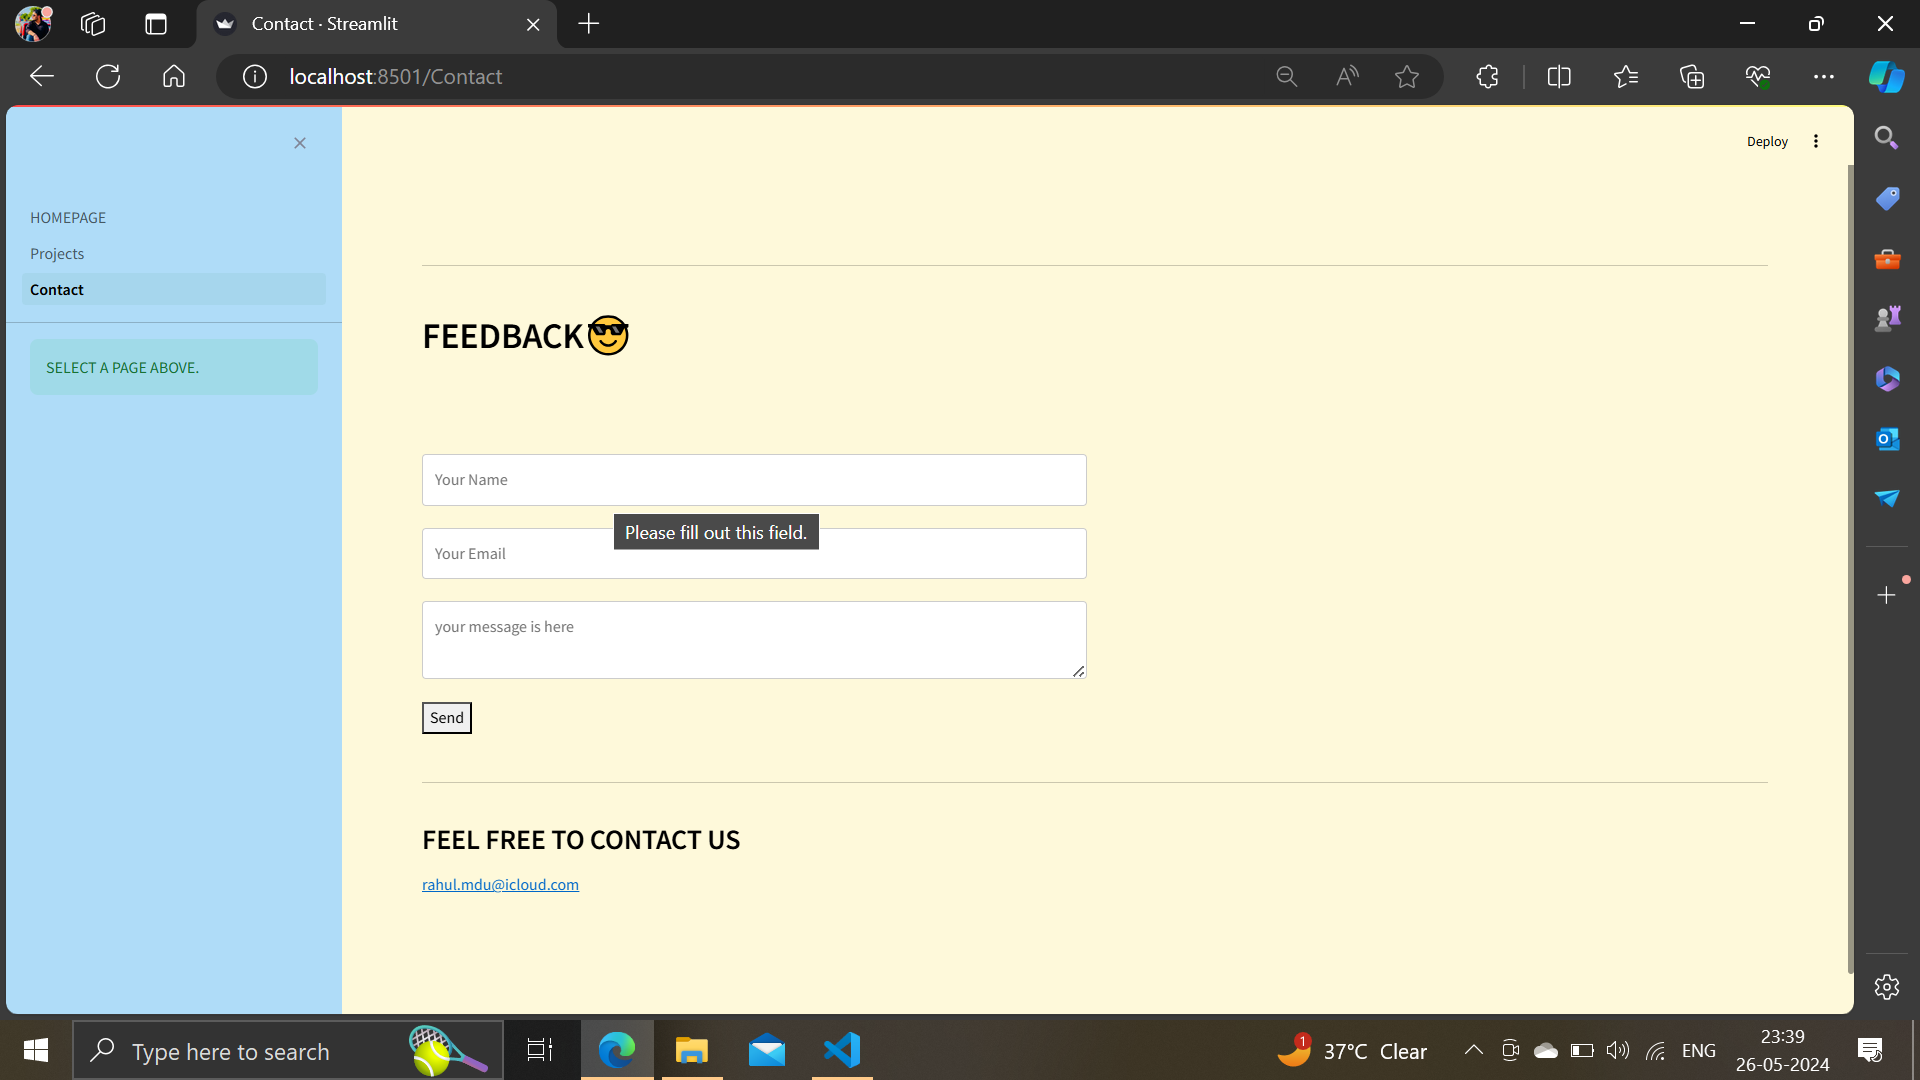 Contact · Streamlit
localhost:8501/Contact
Deploy
HOMEPAGE
Projects
Contact
SELECT A PAGE ABOVE.
FEEDBACK😎
Your Name
Please fill out this field.
Your Email
your message is here
Send
FEEL FREE TO CONTACT US
rahul.mdu@icloud.com
Type here to search
1
37°C Clear
ENG
23:39
26-05-2024